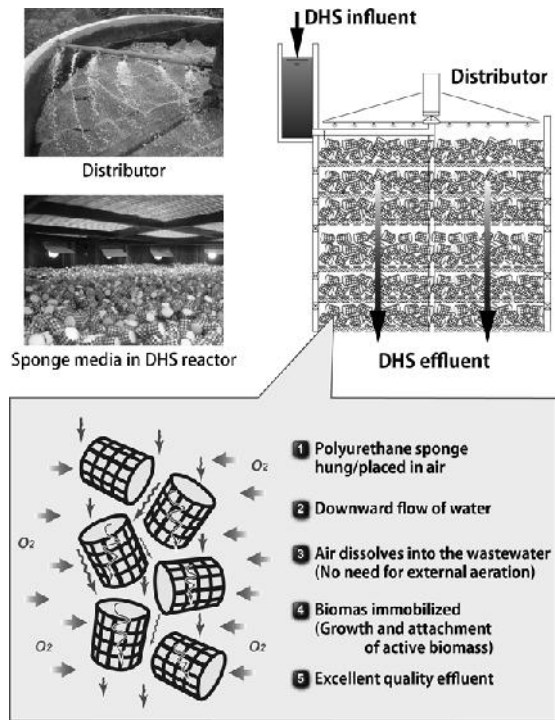 DHS influent
Distributor
Distributor
Sponge media in DHS reactor
DHS effluent
O2
O2
O2
O2
O2
1 Polyurethane sponge
hung/placed in air
2 Downward flow of water
3 Air dissolves into the wastewater
(No need for external aeration)
4 Biomas immobilized
(Growth and attachment
of active biomass)
5 Excellent quality effluent